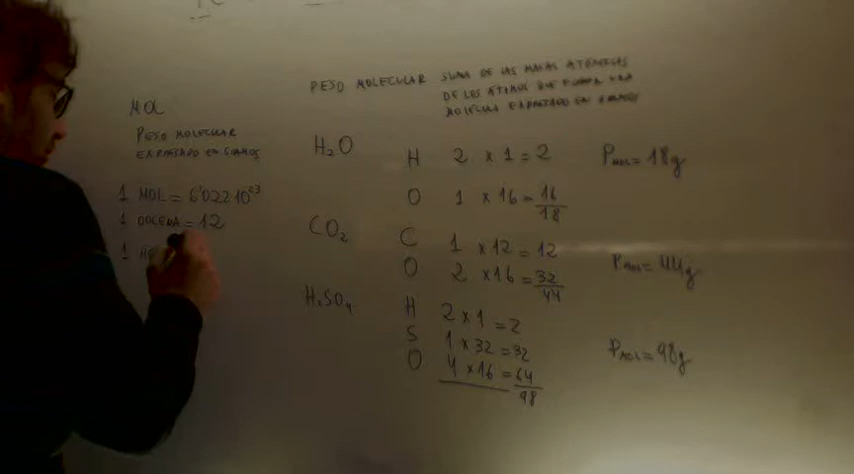 MOL
PESO MOLECULAR
EXPRESADO EN GRAMOS
1 MOL = 6'022·10²³
1 DOCENA = 12
1
PESO MOLECULAR SUMA DE LAS MASAS ATÓMICAS
DE LOS ÁTOMOS QUE FORMAN UNA
MOLÉCULA EXPRESADO EN GRAMOS
H₂O
H 2 x 1 = 2
O 1 x 16 = 16
18
Pmol = 18g
CO₂
C 1 x 12 = 12
O 2 x 16 = 32
44
Pmol = 44g
H₂SO₄
H 2 x 1 = 2
S 1 x 32 = 32
O 4 x 16 = 64
98
Pmol = 98g